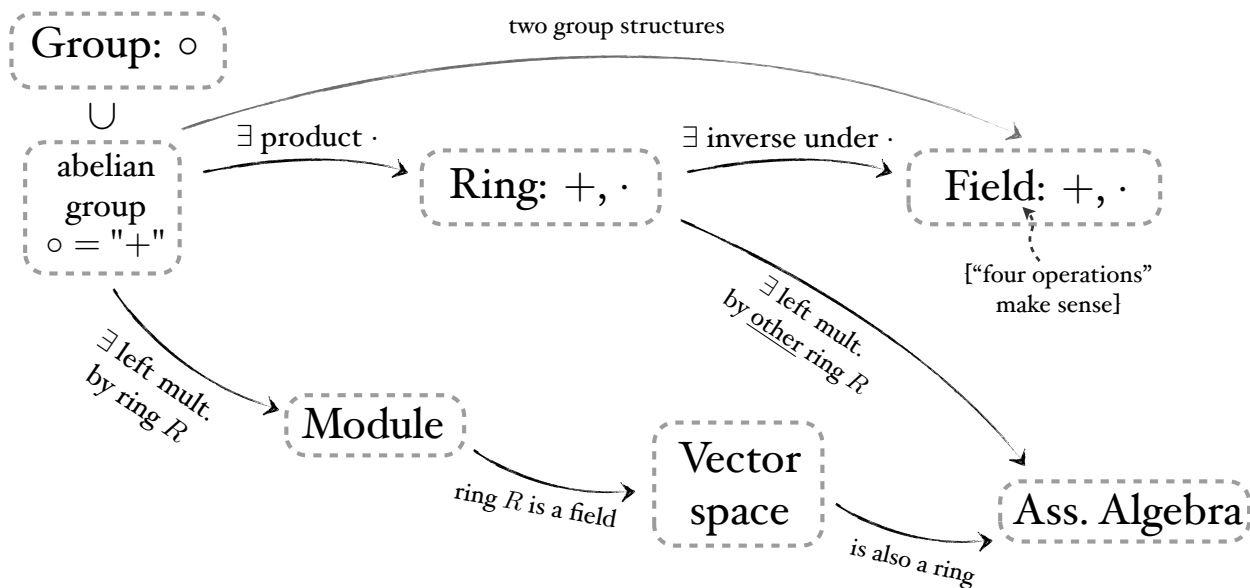 two group structures
Group: ∘
∪
abelian
group
∘ = "+"
∃ product ·
Ring: +, ·
∃ inverse under ·
Field: +, ·
[“four operations”
make sense]
∃ left mult.
by other ring R
∃ left mult.
by ring R
Module
ring R is a field
Vector
space
is also a ring
Ass. Algebra